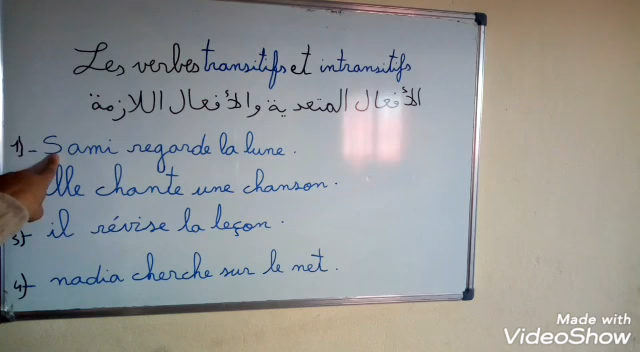 Les verbes transitifs et intransitifs
الأفعال المتعدية والأفعال اللازمة
1)- Sami regarde la lune.
lle chante une chanson.
3)- il révise la leçon.
4)- nadia cherche sur le net.
Made with
VideoShow